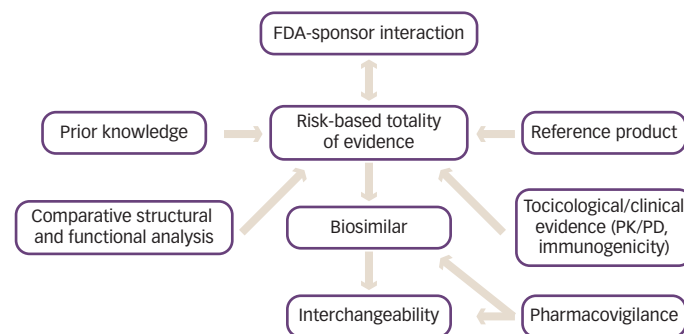 FDA-sponsor interaction
Prior knowledge
Risk-based totality
of evidence
Reference product
Comparative structural
and functional analysis
Biosimilar
Tocicological/clinical
evidence (PK/PD,
immunogenicity)
Interchangeability
Pharmacovigilance